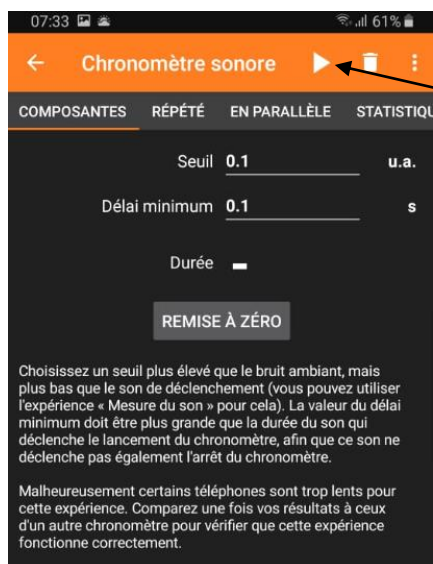 07:33 61%
Chronomètre sonore
COMPOSANTES RÉPÉTÉ EN PARALLÈLE STATISTIQU
Seuil 0.1 u.a.
Délai minimum 0.1 s
Durée -
REMISE À ZÉRO
Choisissez un seuil plus élevé que le bruit ambiant, mais
plus bas que le son de déclenchement (vous pouvez utiliser
l'expérience « Mesure du son » pour cela). La valeur du délai
minimum doit être plus grande que la durée du son qui
déclenche le lancement du chronomètre, afin que ce son ne
déclenche pas également l'arrêt du chronomètre.
Malheureusement certains téléphones sont trop lents pour
cette expérience. Comparez une fois vos résultats à ceux
d'un autre chronomètre pour vérifier que cette expérience
fonctionne correctement.